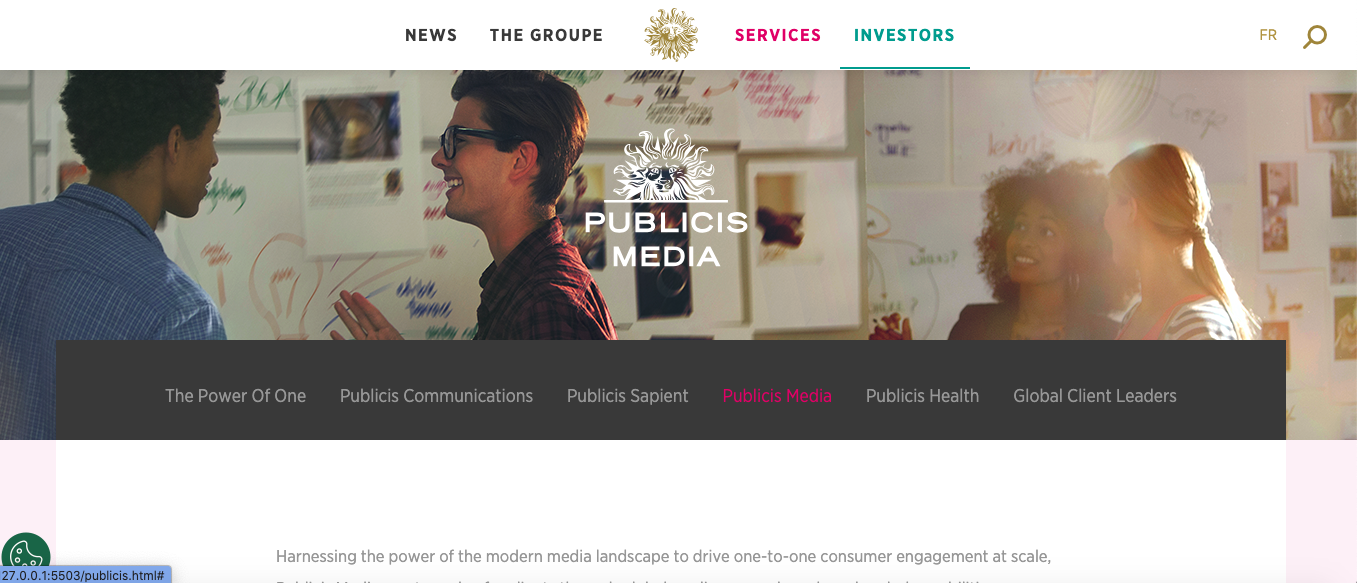 NEWS THE GROUPE SERVICES INVESTORS FR
PUBLICIS
MEDIA
The Power Of One Publicis Communications Publicis Sapient Publicis Media Publicis Health Global Client Leaders
Harnessing the power of the modern media landscape to drive one-to-one consumer engagement at scale,
27.0.0.1:5503/publicis.html#